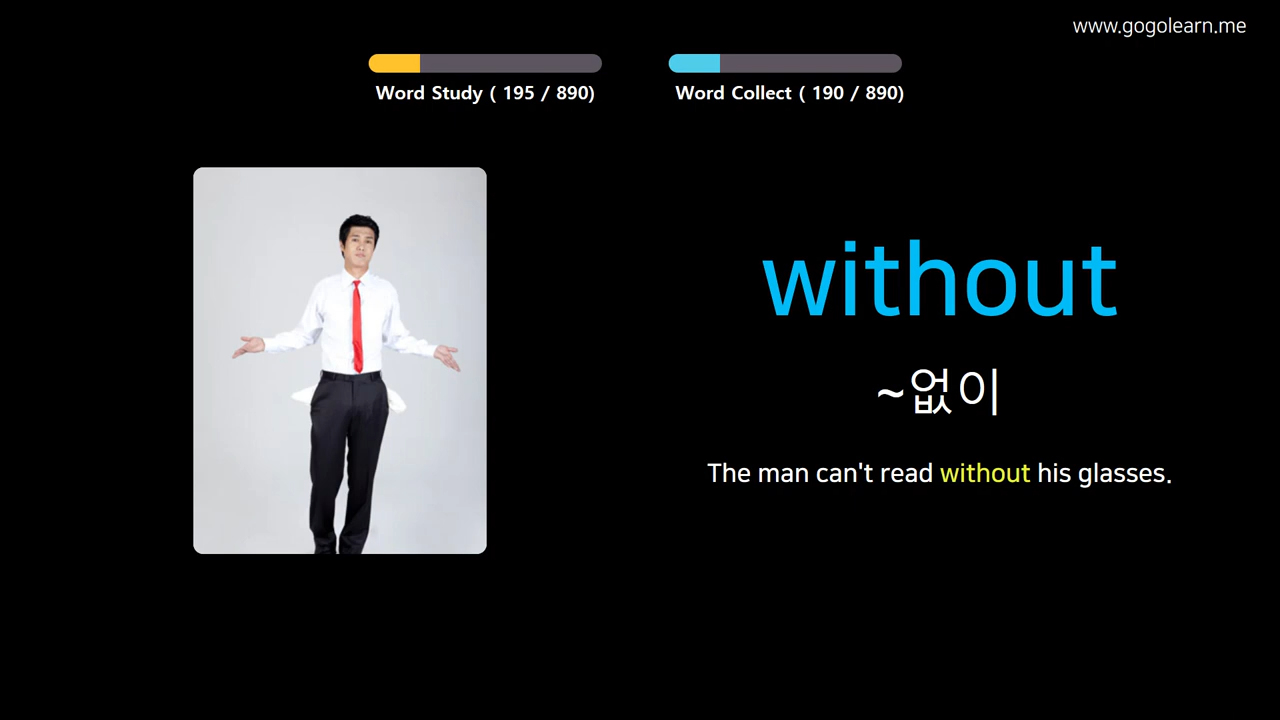 www.gogolearn.me
Word Study ( 195 / 890)
Word Collect ( 190 / 890)
without
~없이
The man can't read without his glasses.